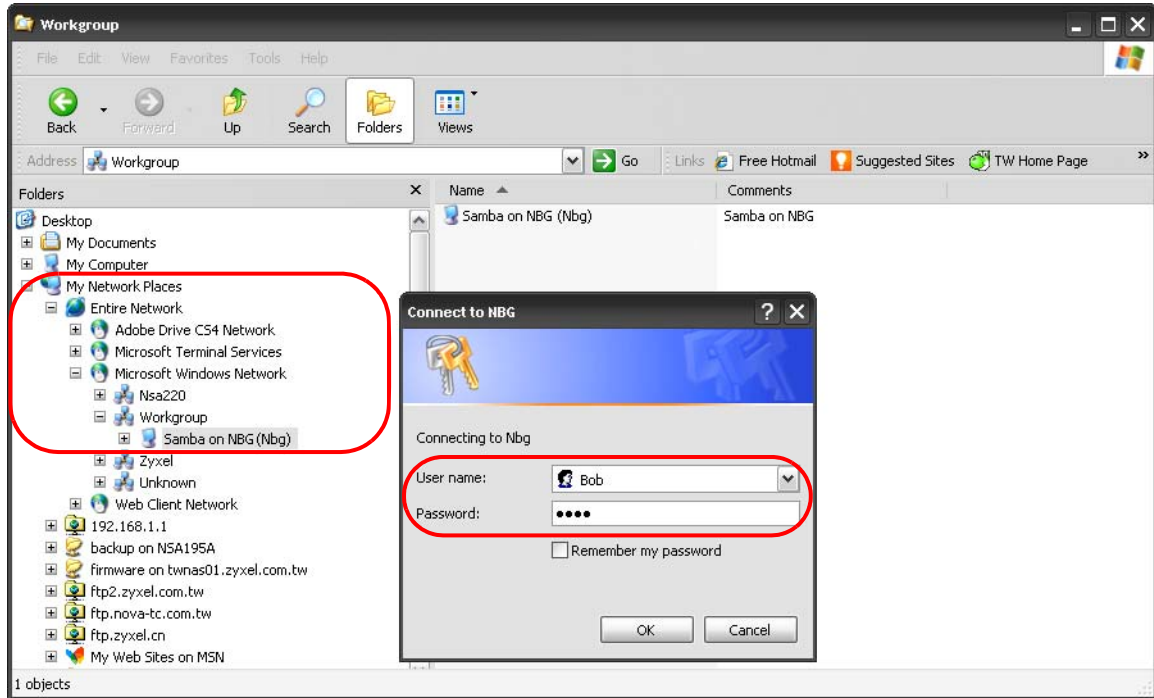 Workgroup
File Edit View Favorites Tools Help
Back Forward Up Search Folders Views
Address Workgroup Go Links Free Hotmail Suggested Sites TW Home Page »
Folders
Name Comments
Desktop
Samba on NBG (Nbg) Samba on NBG
My Documents
My Computer
My Network Places
Entire Network
Adobe Drive CS4 Network
Microsoft Terminal Services
Microsoft Windows Network
Nsa220
Workgroup
Samba on NBG (Nbg)
Zyxel
Unknown
Web Client Network
192.168.1.1
backup on NSA195A
firmware on twnas01.zyxel.com.tw
ftp2.zyxel.com.tw
ftp.nova-tc.com.tw
ftp.zyxel.cn
My Web Sites on MSN
1 objects
Connect to NBG
Connecting to Nbg
User name: Bob
Password: ●●●●
Remember my password
OK Cancel